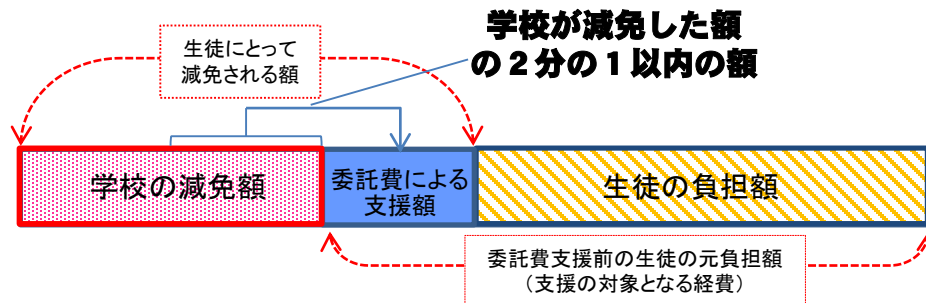 学校が減免した額
の２分の１以内の額
生徒にとって
減免される額
学校の減免額
委託費による
支援額
生徒の負担額
委託費支援前の生徒の元負担額
（支援の対象となる経費）